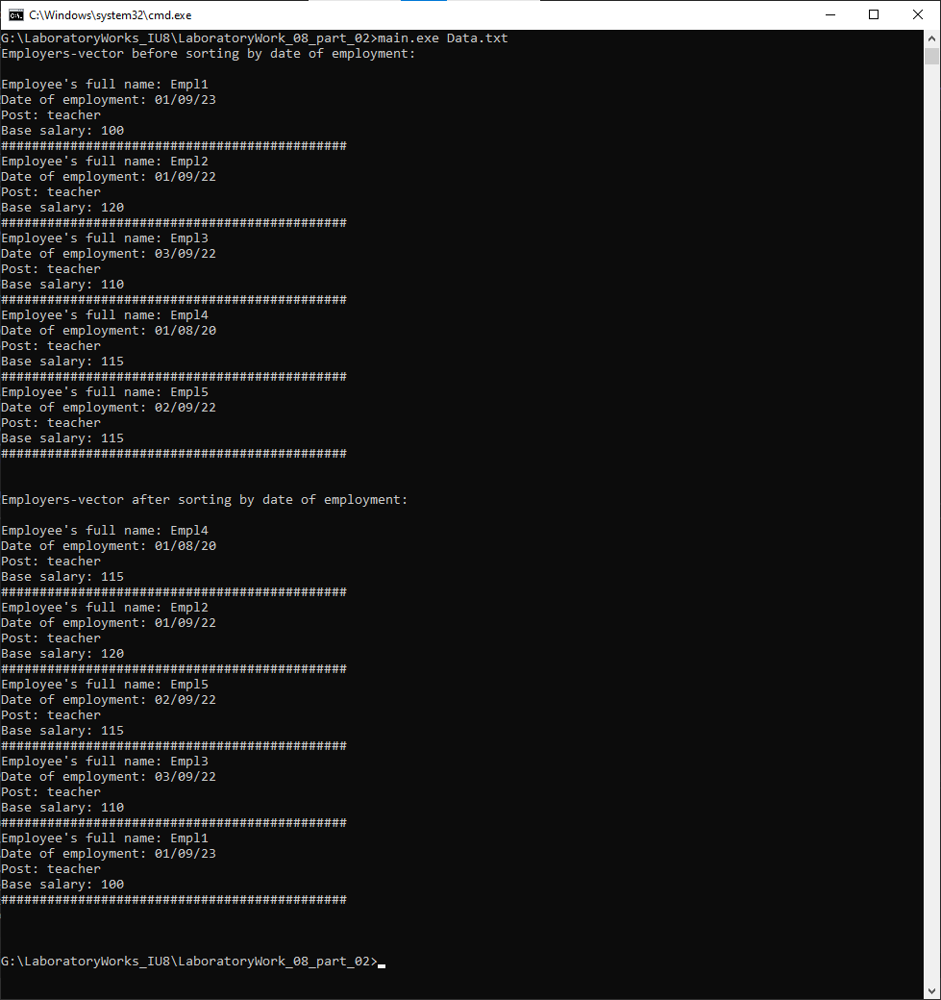 C:\Windows\system32\cmd.exe
G:\LaboratoryWorks_IU8\LaboratoryWork_08_part_02>main.exe Data.txt
Employers-vector before sorting by date of employment:
Employee's full name: Empl1
Date of employment: 01/09/23
Post: teacher
Base salary: 100
#############################################
Employee's full name: Empl2
Date of employment: 01/09/22
Post: teacher
Base salary: 120
#############################################
Employee's full name: Empl3
Date of employment: 03/09/22
Post: teacher
Base salary: 110
#############################################
Employee's full name: Empl4
Date of employment: 01/08/20
Post: teacher
Base salary: 115
#############################################
Employee's full name: Empl5
Date of employment: 02/09/22
Post: teacher
Base salary: 115
#############################################
Employers-vector after sorting by date of employment:
Employee's full name: Empl4
Date of employment: 01/08/20
Post: teacher
Base salary: 115
#############################################
Employee's full name: Empl2
Date of employment: 01/09/22
Post: teacher
Base salary: 120
#############################################
Employee's full name: Empl5
Date of employment: 02/09/22
Post: teacher
Base salary: 115
#############################################
Employee's full name: Empl3
Date of employment: 03/09/22
Post: teacher
Base salary: 110
#############################################
Employee's full name: Empl1
Date of employment: 01/09/23
Post: teacher
Base salary: 100
#############################################
G:\LaboratoryWorks_IU8\LaboratoryWork_08_part_02>